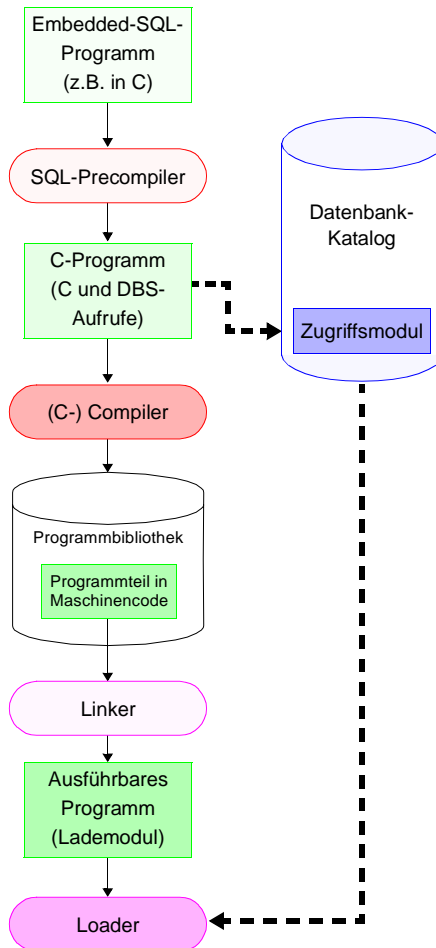 Embedded-SQL-
Programm
(z.B. in C)
SQL-Precompiler
Datenbank-
Katalog
C-Programm
(C und DBS-
Aufrufe)
Zugriffsmodul
(C-) Compiler
Programmbibliothek
Programmteil in
Maschinencode
Linker
Ausführbares
Programm
(Lademodul)
Loader